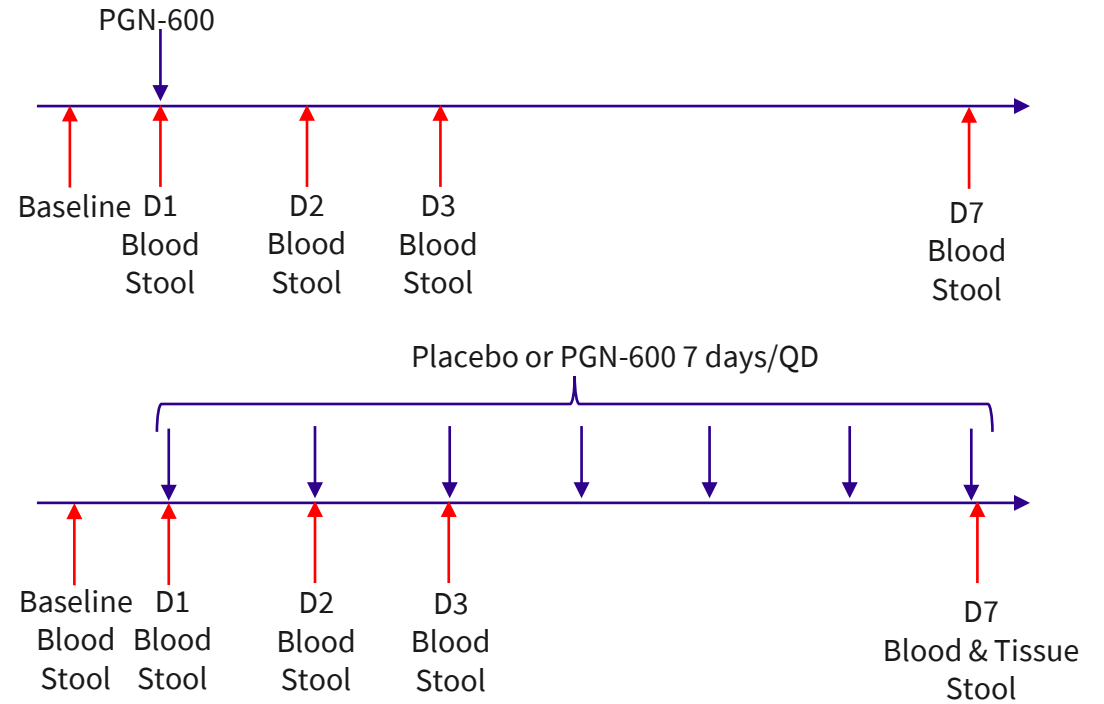 PGN-600
Baseline D1
Blood
Stool
D2
Blood
Stool
D3
Blood
Stool
D7
Blood
Stool
Placebo or PGN-600 7 days/QD
Baseline
Blood
Stool
D1
Blood
Stool
D2
Blood
Stool
D3
Blood
Stool
D7
Blood & Tissue
Stool